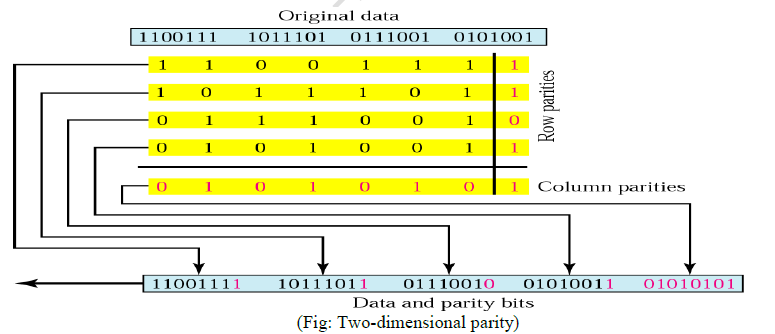 Original data
1100111 1011101 0111001 0101001
1 1 0 0 1 1 1 1
1 0 1 1 1 0 1 1
0 1 1 1 0 0 1 0
0 1 0 1 0 0 1 1
Row parities
0 1 0 1 0 1 0 1 Column parities
11001111 10111011 01110010 01010011 01010101
Data and parity bits
(Fig: Two-dimensional parity)